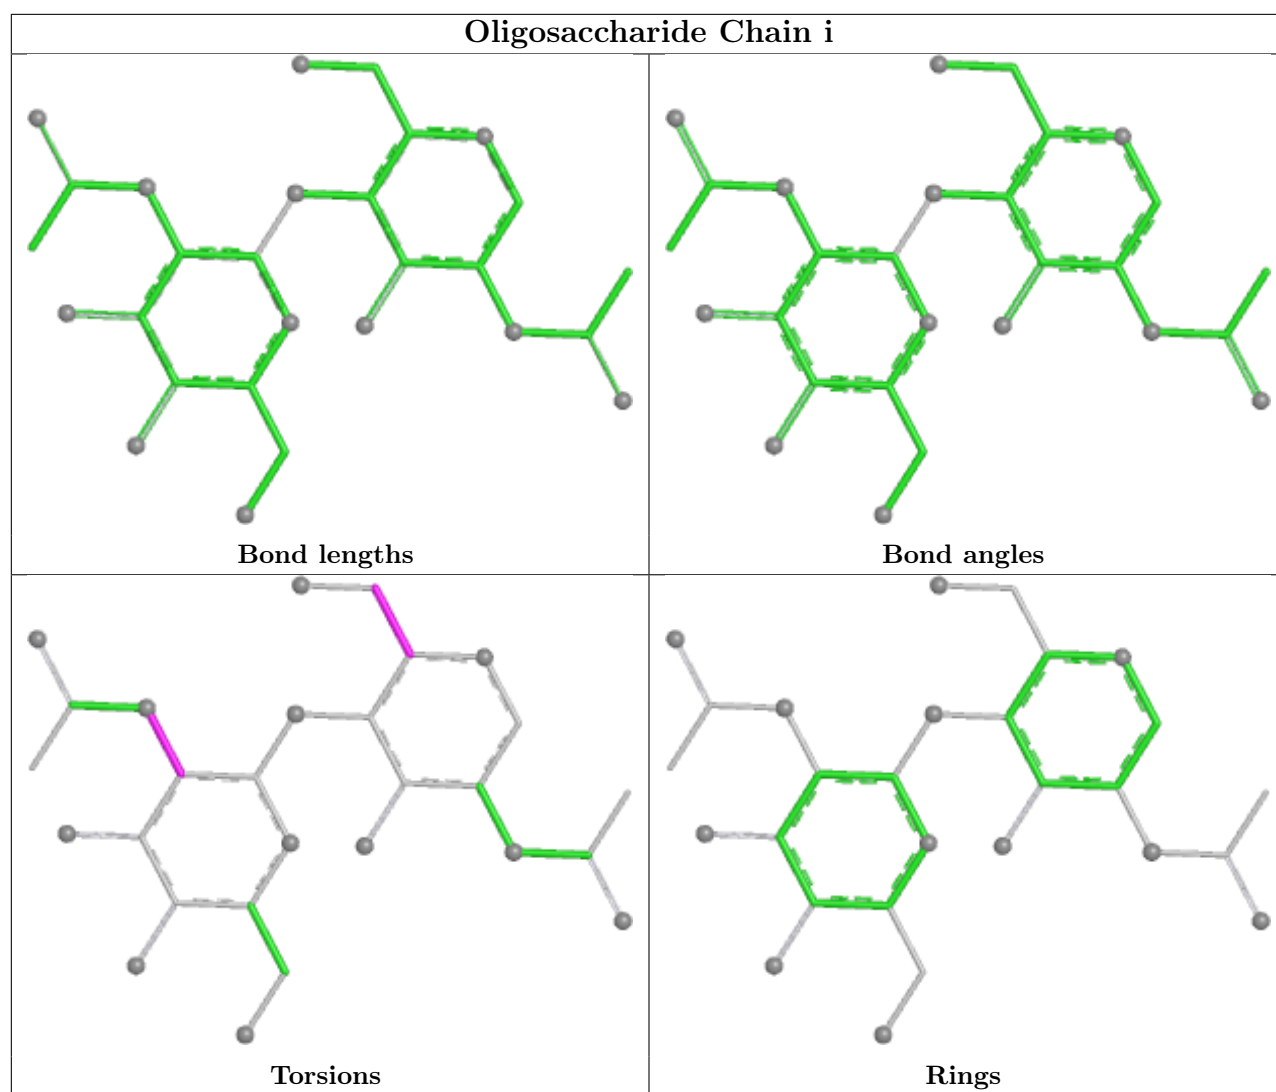 Oligosaccharide Chain i
Bond lengths
Bond angles
Torsions
Rings